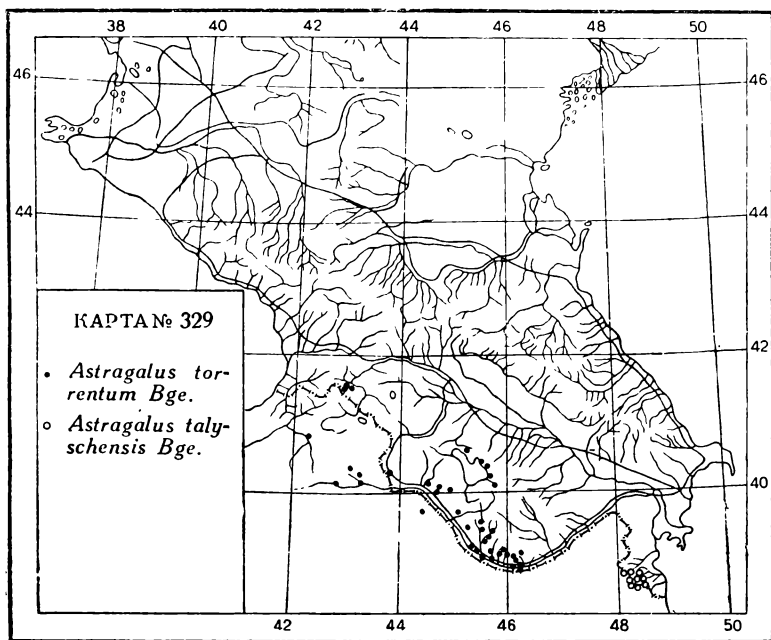 38 40 42 44 46 48 50
46 46
44 44
КАРТА № 329
42
• Astragalus tor-
rentum Bge.
○ Astragalus taly-
schensis Bge.
40
42 44 46 48 50